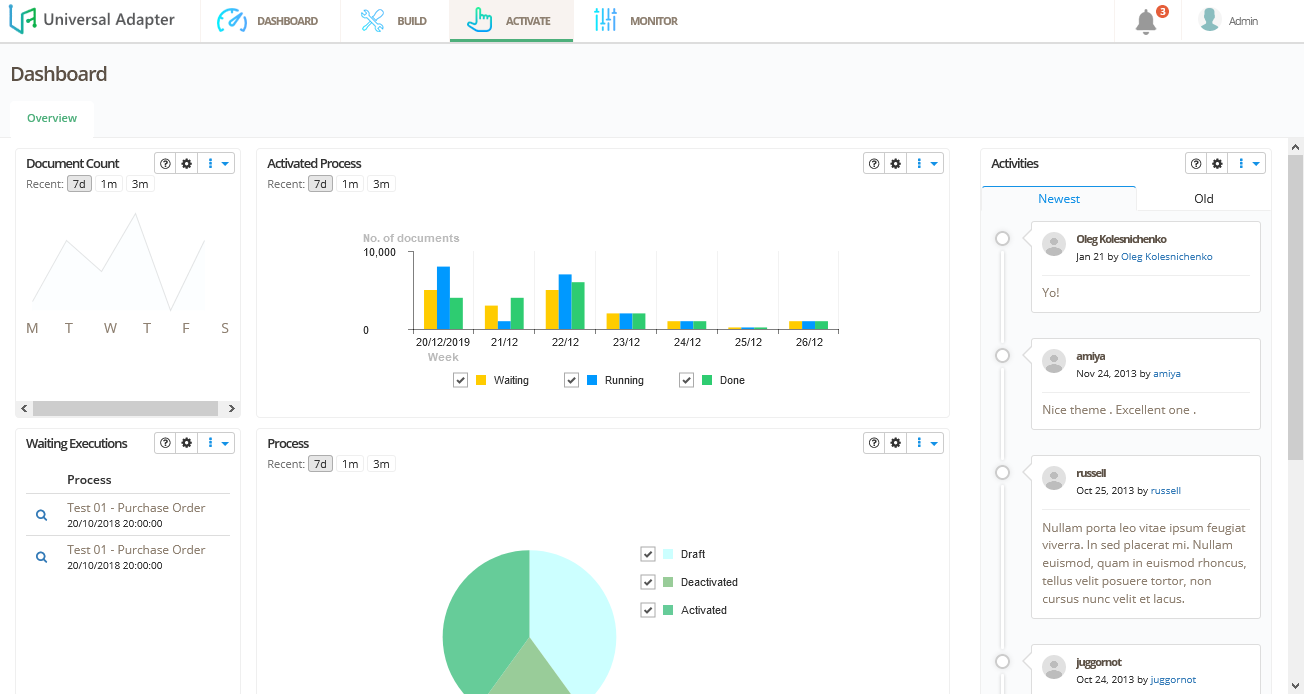 Universal Adapter
DASHBOARD
BUILD
ACTIVATE
MONITOR
3
Admin
Dashboard
Overview
Document Count
Recent: 7d 1m 3m
M T W T F S
Activated Process
Recent: 7d 1m 3m
No. of documents
10,000
0
20/12/2019 21/12 22/12 23/12 24/12 25/12 26/12
Week
Waiting Running Done
Waiting Executions
Process
Test 01 - Purchase Order
20/10/2018 20:00:00
Test 01 - Purchase Order
20/10/2018 20:00:00
Process
Recent: 7d 1m 3m
Draft
Deactivated
Activated
Activities
Newest Old
Oleg Kolesnichenko
Jan 21 by Oleg Kolesnichenko
Yo!
amiya
Nov 24, 2013 by amiya
Nice theme . Excellent one .
russell
Oct 25, 2013 by russell
Nullam porta leo vitae ipsum feugiat
viverra. In sed placerat mi. Nullam
euismod, quam in euismod rhoncus,
tellus velit posuere tortor, non
cursus nunc velit et lacus.
juggornot
Oct 24, 2013 by juggornot